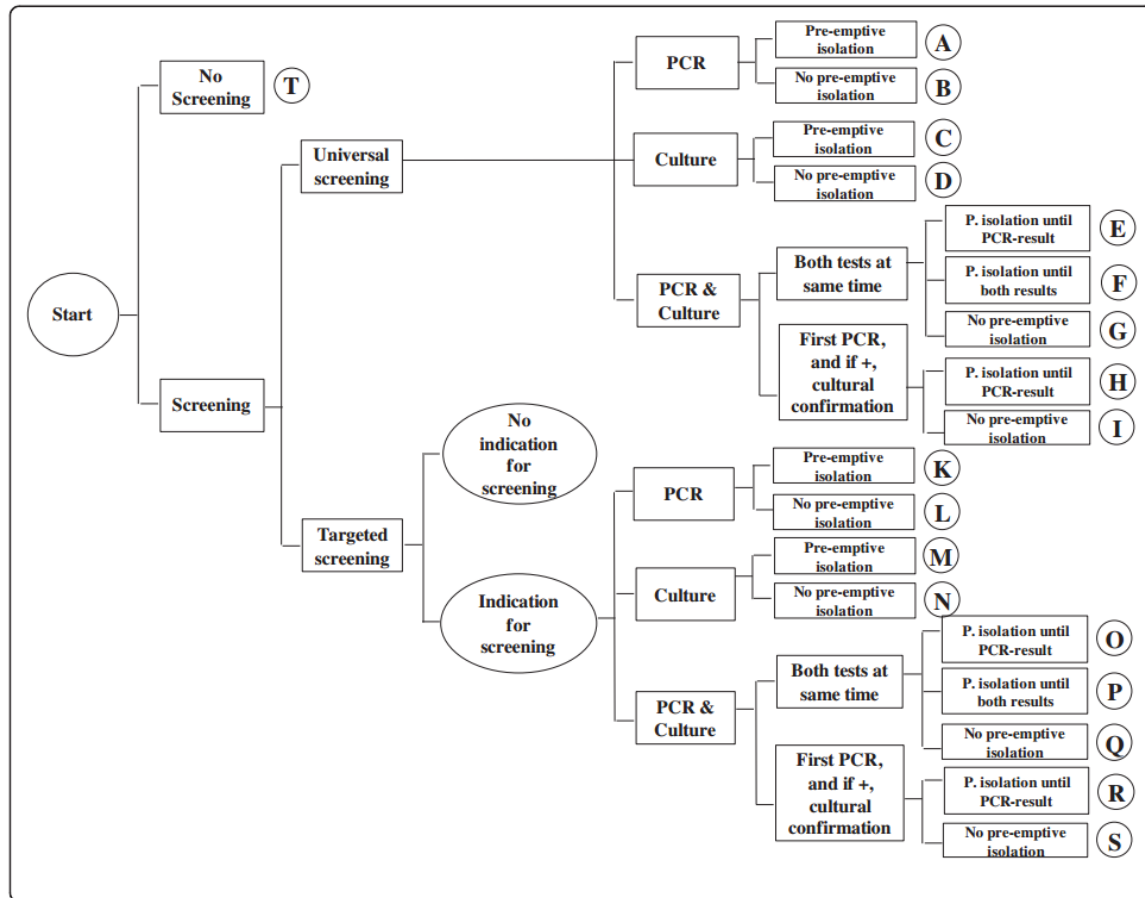 Start
No
Screening
T
Screening
Universal
screening
PCR
Pre-emptive
isolation
A
No pre-emptive
isolation
B
Culture
Pre-emptive
isolation
C
No pre-emptive
isolation
D
PCR &
Culture
Both tests at
same time
P. isolation until
PCR-result
E
P. isolation until
both results
F
No pre-emptive
isolation
G
First PCR,
and if +,
cultural
confirmation
P. isolation until
PCR-result
H
No pre-emptive
isolation
I
Targeted
screening
No
indication
for
screening
Indication
for
screening
PCR
Pre-emptive
isolation
K
No pre-emptive
isolation
L
Culture
Pre-emptive
isolation
M
No pre-emptive
isolation
N
PCR &
Culture
Both tests at
same time
P. isolation until
PCR-result
O
P. isolation until
both results
P
No pre-emptive
isolation
Q
First PCR,
and if +,
cultural
confirmation
P. isolation until
PCR-result
R
No pre-emptive
isolation
S